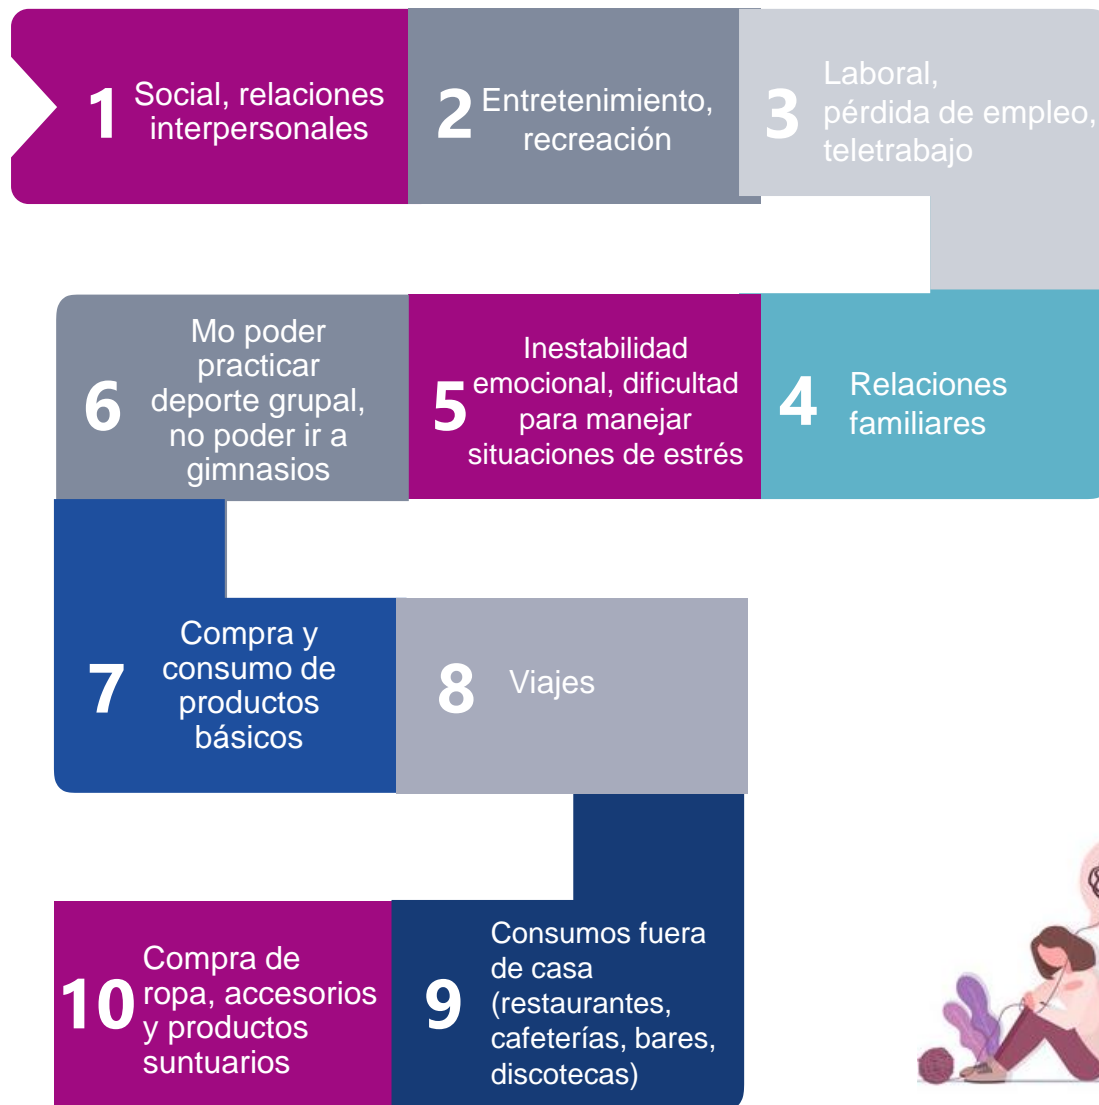 1
Social, relaciones
interpersonales
2
Entretenimiento,
recreación
3
Laboral,
pérdida de empleo,
teletrabajo
4
Relaciones
familiares
5
Inestabilidad
emocional, dificultad
para manejar
situaciones de estrés
6
Mo poder
practicar
deporte grupal,
no poder ir a
gimnasios
7
Compra y
consumo de
productos
básicos
8
Viajes
9
Consumos fuera
de casa
(restaurantes,
cafeterías, bares,
discotecas)
10
Compra de
ropa, accesorios
y productos
suntuarios